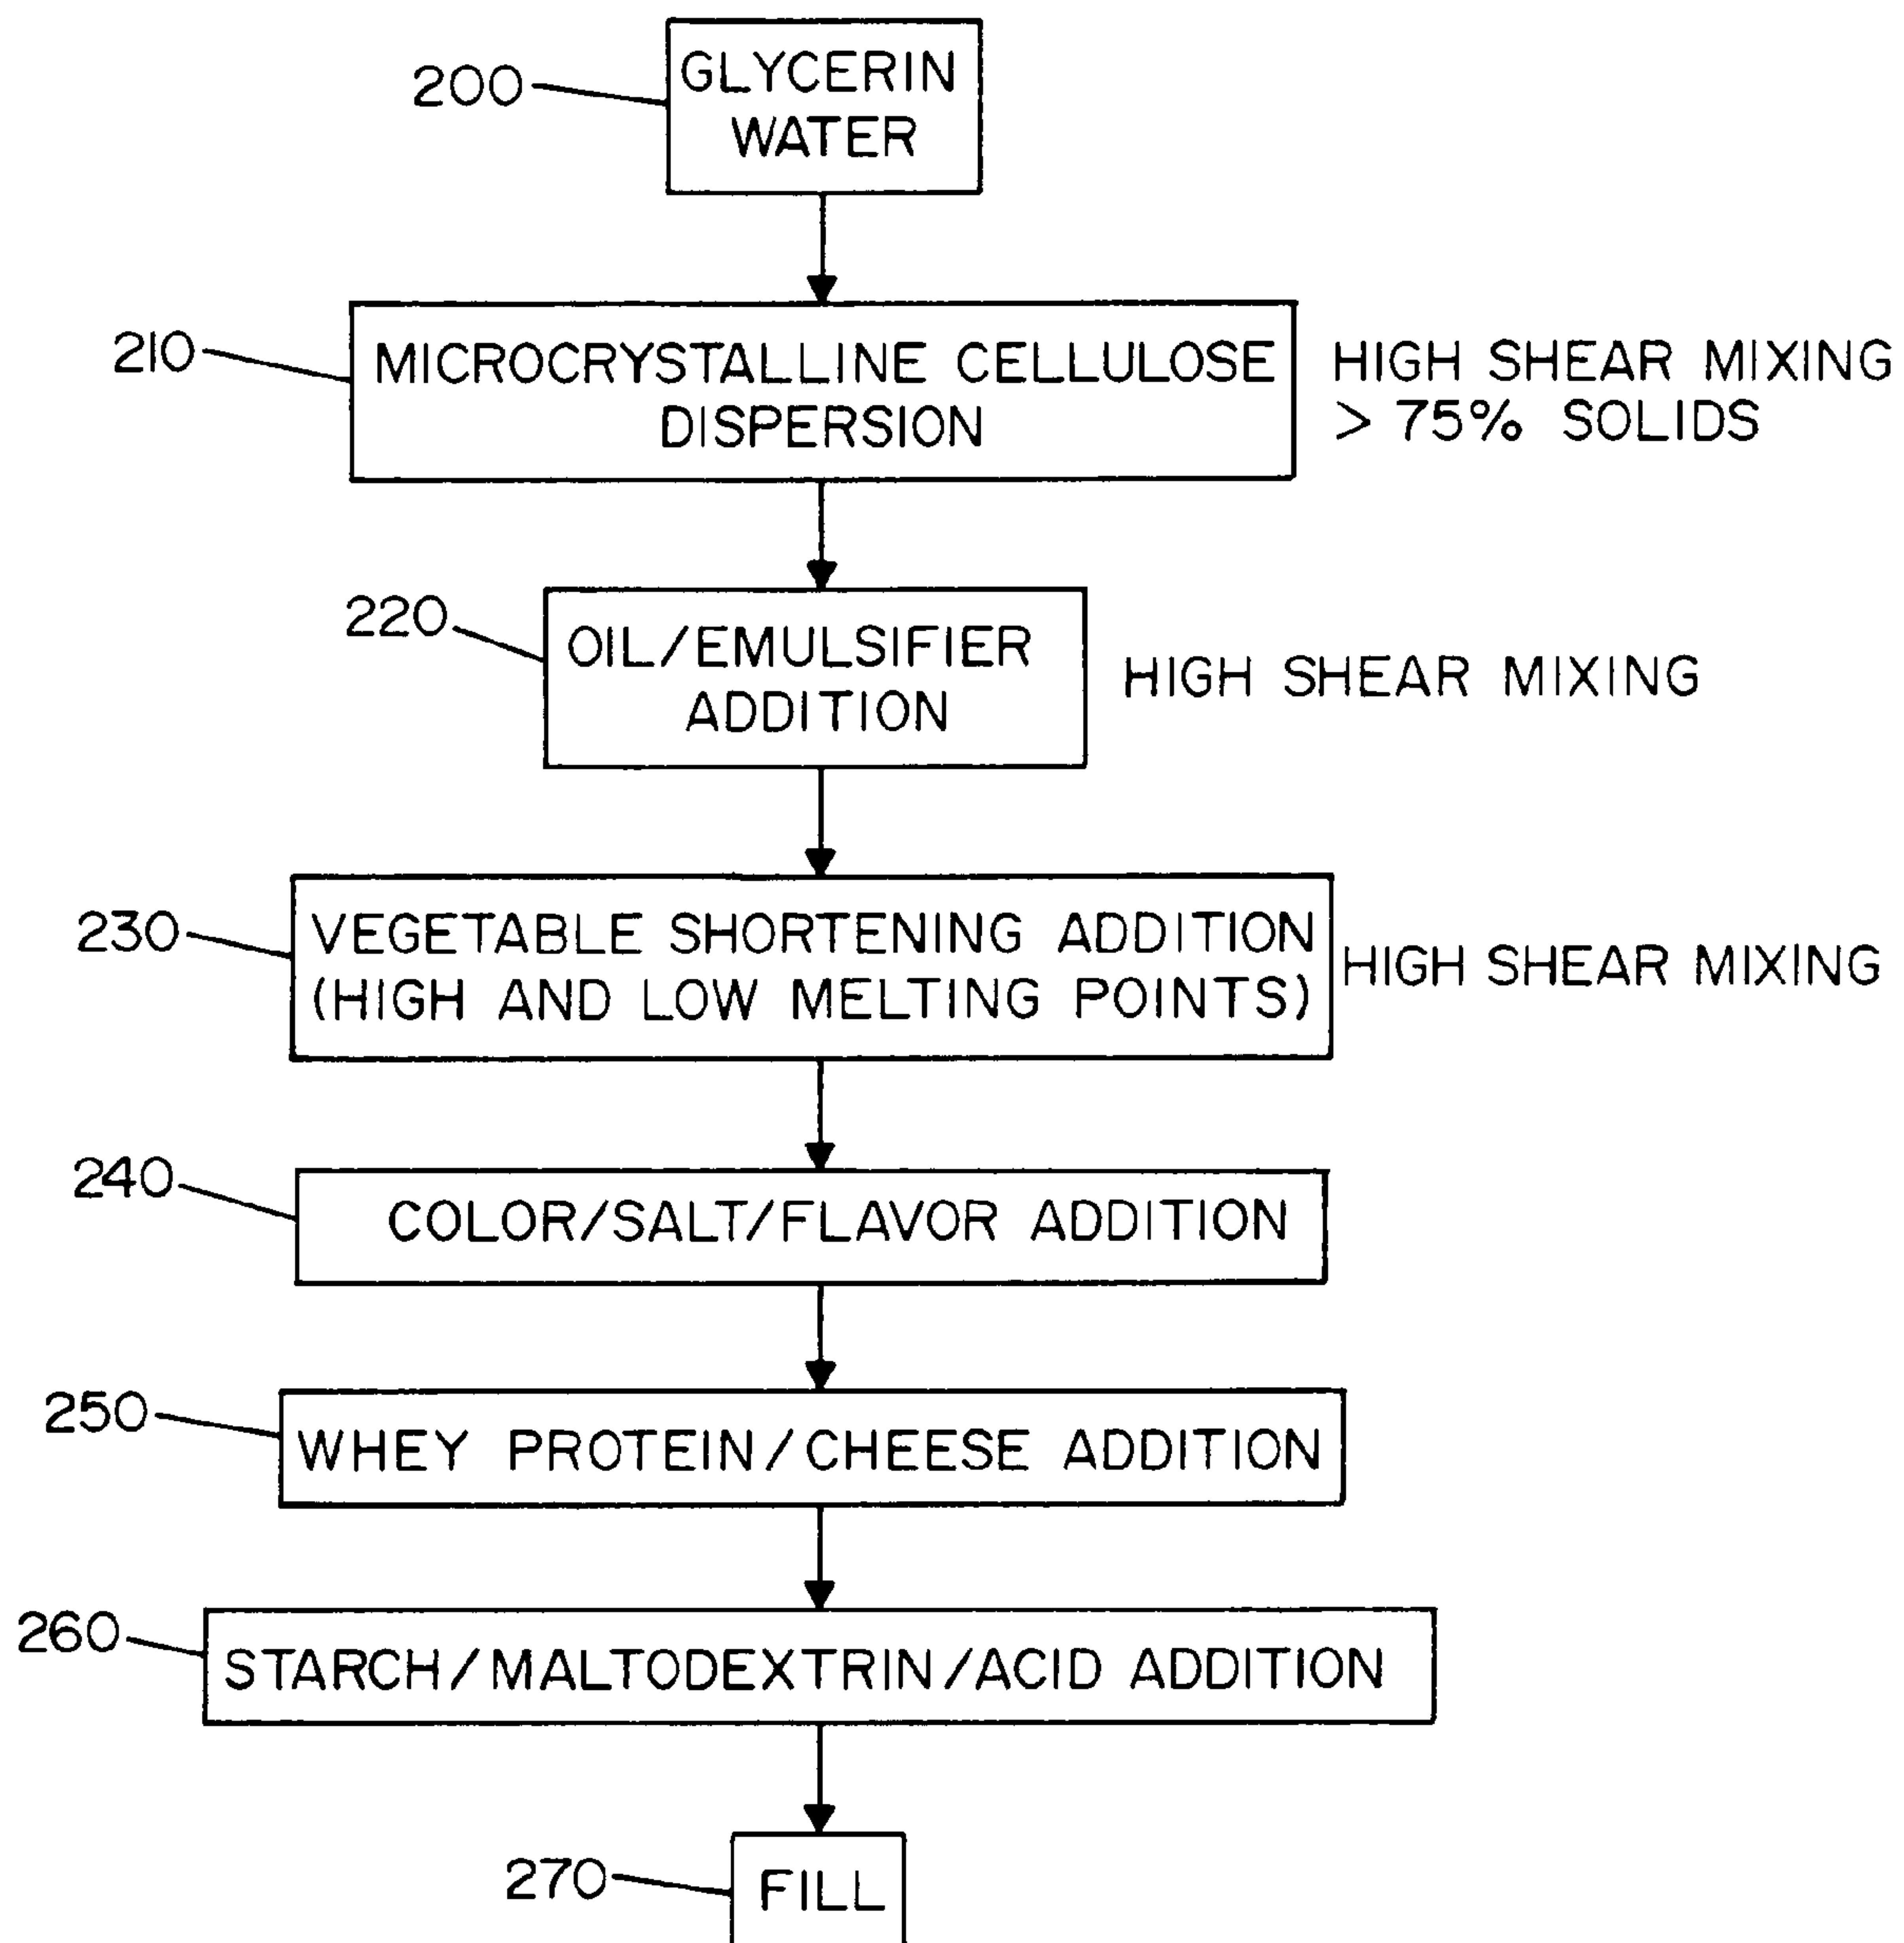 200
GLYCERIN
WATER
210
MICROCRYSTALLINE CELLULOSE
DISPERSION
HIGH SHEAR MIXING
> 75% SOLIDS
220
OIL/EMULSIFIER
ADDITION
HIGH SHEAR MIXING
230
VEGETABLE SHORTENING ADDITION
(HIGH AND LOW MELTING POINTS)
HIGH SHEAR MIXING
240
COLOR/SALT/FLAVOR ADDITION
250
WHEY PROTEIN/CHEESE ADDITION
260
STARCH/MALTODEXTRIN/ACID ADDITION
270
FILL